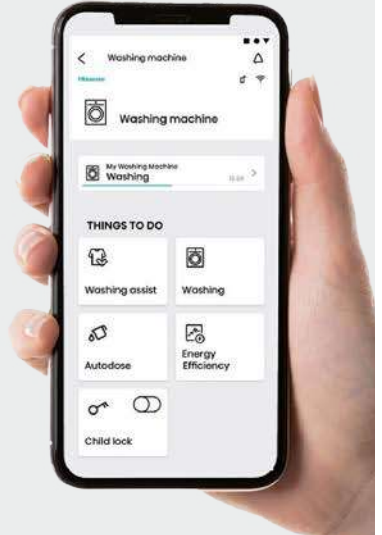 Washing machine
Hisense
Washing machine
My Washing Machine
Washing
THINGS TO DO
Washing assist
Washing
Autodose
Energy
Efficiency
Child lock